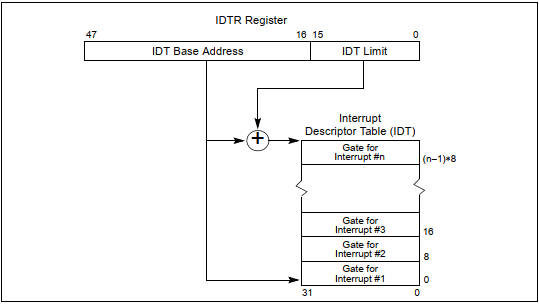 IDTR Register
47 16 15 0
IDT Base Address IDT Limit
+
Interrupt
Descriptor Table (IDT)
Gate for
Interrupt #n
(n–1)∗8
Gate for
Interrupt #3
16
Gate for
Interrupt #2
8
Gate for
Interrupt #1
0
31 0